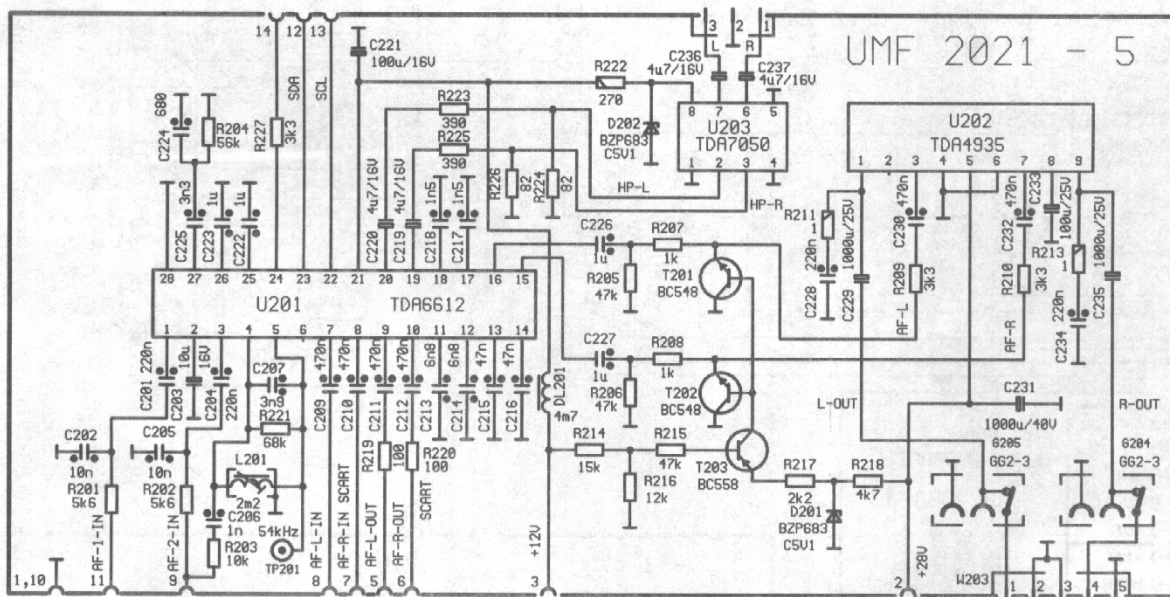 UMF 2021 - 5
14
12
13
SDA
SCL
C221
100u/16V
3
2
1
L
R
C236
4u7/16V
C237
4u7/16V
R222
270
R223
390
R225
390
D202
BZP683
C5V1
8
7
6
5
U203
TDA7050
1
2
3
4
U202
TDA4935
1
2
3
4
5
6
7
8
9
680
C224
R204
56k
R227
3k3
3n3
C225
1u
C223
1u
C222
4u7/16V
C220
4u7/16V
C219
1n5
C218
1n5
C217
R226
82
R224
82
HP-L
HP-R
28
27
26
25
24
23
22
21
20
19
18
17
16
15
U201
TDA6612
1
2
3
4
5
6
7
8
9
10
11
12
13
14
C226
1u
R207
1k
R205
47k
T201
BC548
C227
1u
R208
1k
R206
47k
T202
BC548
R211
1
220n
C228
1000u/25V
C229
470n
C230
R209
3k3
AF-L
470n
C232
C233
100u/25V
R210
3k3
AF-R
R213
1
220n
C234
1000u/25V
C235
220n
C201
10u
C203
16V
C204
220n
C207
3n9
R221
68k
470n
C209
470n
C210
470n
C211
470n
C212
6n8
C213
6n8
C214
47n
C215
47n
C216
DL201
4m7
C202
10n
C205
10n
R201
5k6
R202
5k6
L201
2m2
C206
1n
R203
10k
54kHz
TP201
R219
100
R220
100
R214
15k
R215
47k
R216
12k
T203
BC558
R217
2k2
R218
4k7
D201
BZP683
C5V1
L-OUT
C231
1000u/40V
R-OUT
G205
GG2-3
G204
GG2-3
AF-1-IN
AF-2-IN
AF-L-IN
AF-R-IN SCART
AF-L-OUT
AF-R-OUT SCART
+12V
+28V
1,10
11
9
8
7
5
6
3
2
W203
1
2
3
4
5